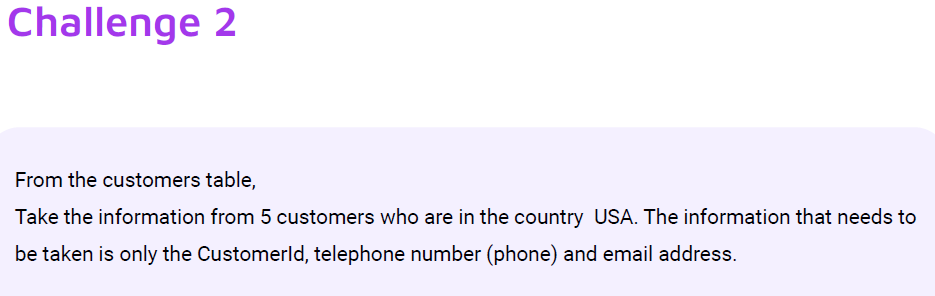 Challenge 2
From the customers table,
Take the information from 5 customers who are in the country  USA. The information that needs to
be taken is only the CustomerId, telephone number (phone) and email address.